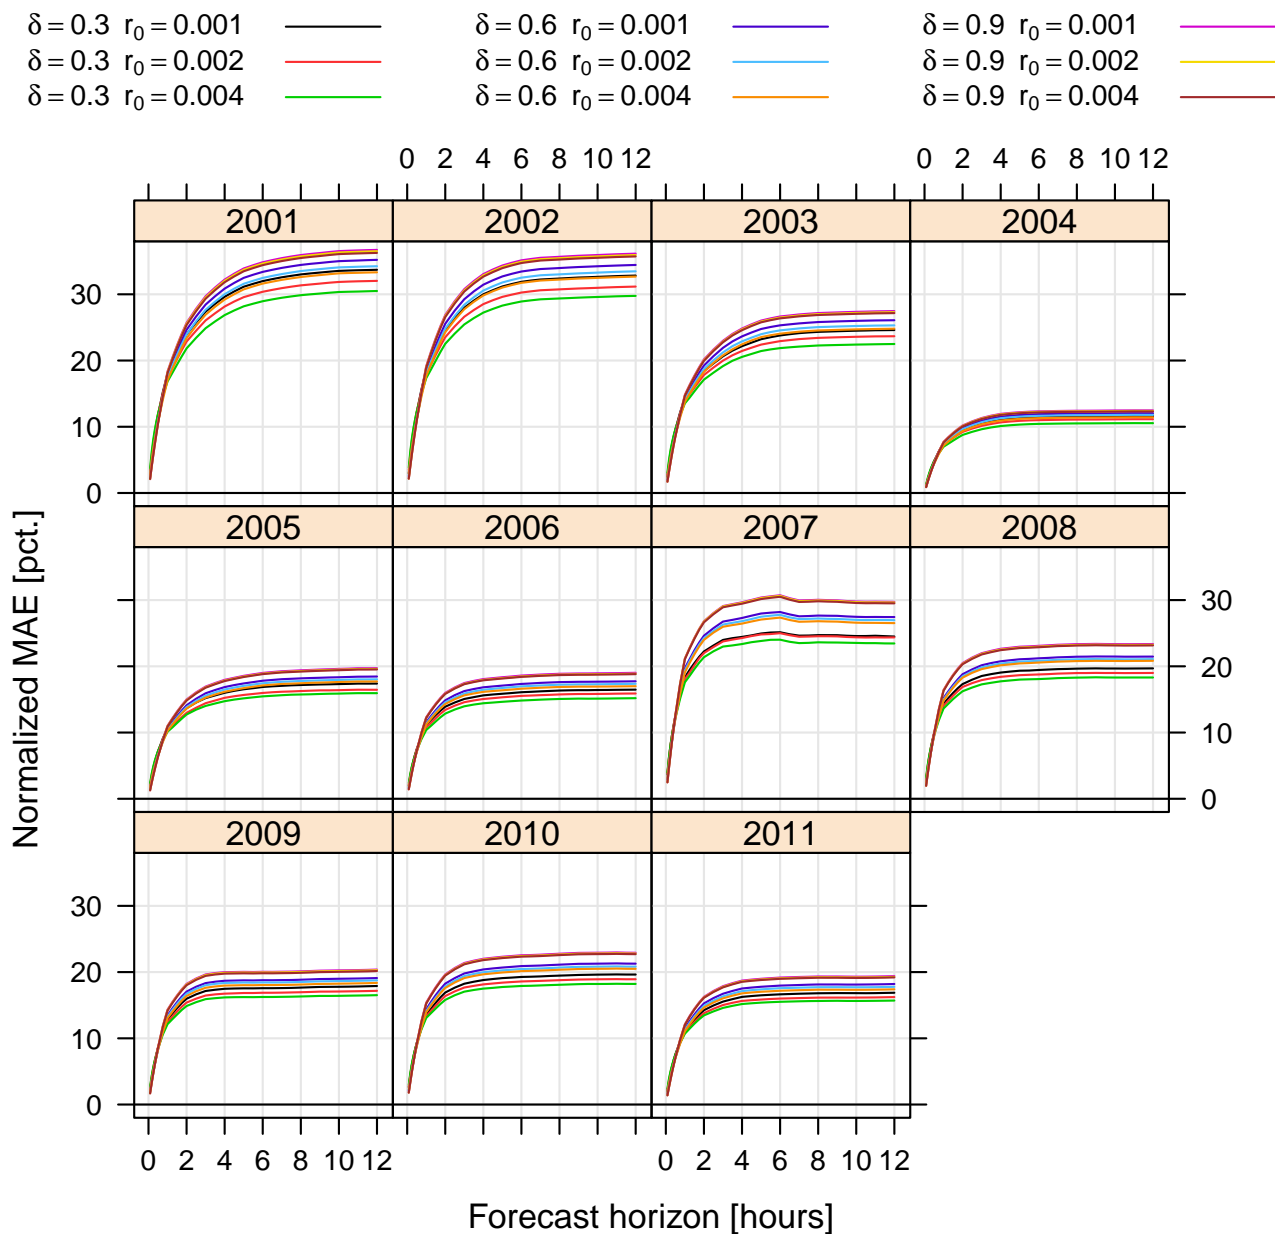 δ = 0.3 r₀ = 0.001 δ = 0.6 r₀ = 0.001 δ = 0.9 r₀ = 0.001
δ = 0.3 r₀ = 0.002 δ = 0.6 r₀ = 0.002 δ = 0.9 r₀ = 0.002
δ = 0.3 r₀ = 0.004 δ = 0.6 r₀ = 0.004 δ = 0.9 r₀ = 0.004
0 2 4 6 8 10 12 0 2 4 6 8 10 12
2001 2002 2003 2004
30
20
10
0
2005 2006 2007 2008
30
20
10
0
2009 2010 2011
30
20
10
0
0 2 4 6 8 10 12 0 2 4 6 8 10 12
Normalized MAE [pct.]
Forecast horizon [hours]